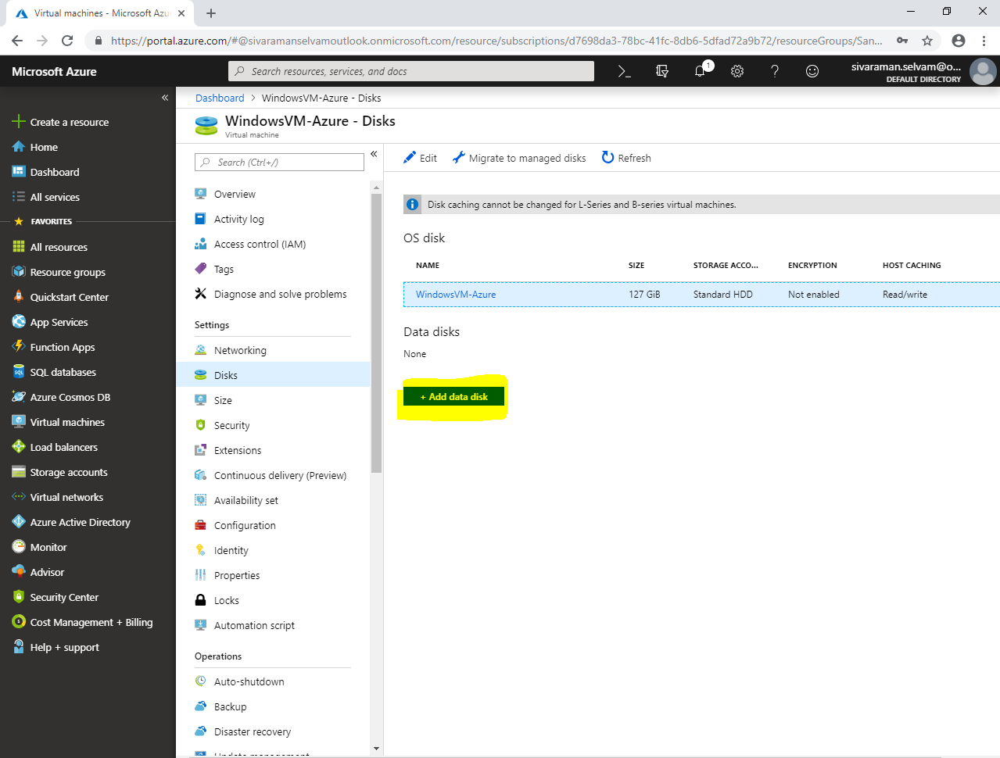 Virtual machines - Microsoft Azu
https://portal.azure.com/#@sivaramanselvamoutlook.onmicrosoft.com/resource/subscriptions/d7698da3-78bc-41fc-8db6-5dfad72a9b72/resourceGroups/San...
Microsoft Azure
Search resources, services, and docs
1
sivaraman.selvam@o...
DEFAULT DIRECTORY
Create a resource
Home
Dashboard
All services
FAVORITES
All resources
Resource groups
Quickstart Center
App Services
Function Apps
SQL databases
Azure Cosmos DB
Virtual machines
Load balancers
Storage accounts
Virtual networks
Azure Active Directory
Monitor
Advisor
Security Center
Cost Management + Billing
Help + support
Dashboard > WindowsVM-Azure - Disks
WindowsVM-Azure - Disks
Virtual machine
Search (Ctrl+/)
Overview
Activity log
Access control (IAM)
Tags
Diagnose and solve problems
Settings
Networking
Disks
Size
Security
Extensions
Continuous delivery (Preview)
Availability set
Configuration
Identity
Properties
Locks
Automation script
Operations
Auto-shutdown
Backup
Disaster recovery
Update management
Edit Migrate to managed disks Refresh
Disk caching cannot be changed for L-Series and B-series virtual machines.
OS disk
NAME SIZE STORAGE ACCO... ENCRYPTION HOST CACHING
WindowsVM-Azure 127 GiB Standard HDD Not enabled Read/write
Data disks
None
+ Add data disk